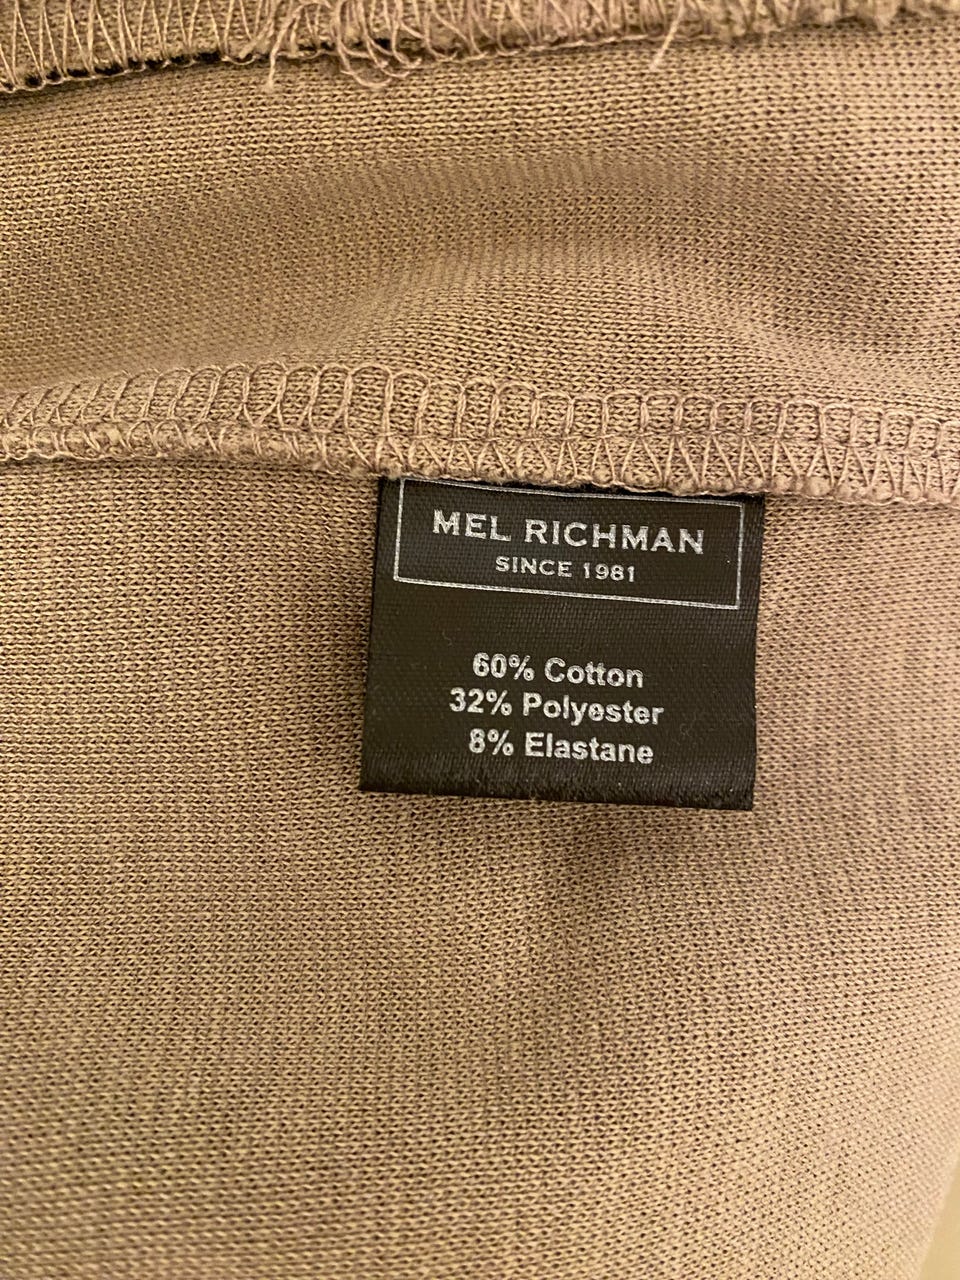 MEL RICHMAN
SINCE 1981
60% Cotton
32% Polyester
8% Elastane